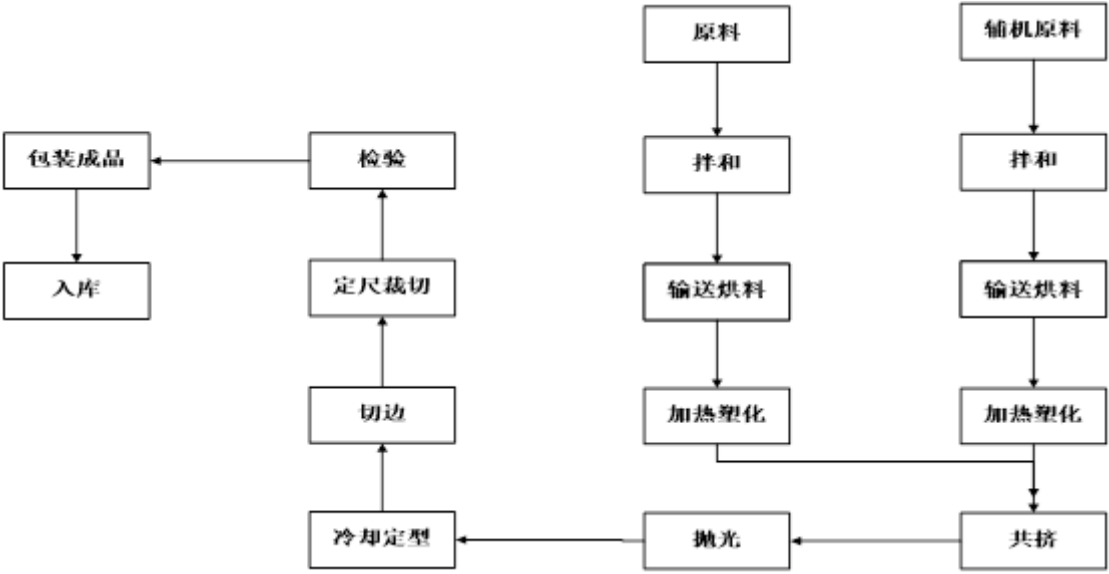 原料
辅机原料
包装成品
检验
拌和
拌和
入库
定尺裁切
输送烘料
输送烘料
切边
加热塑化
加热塑化
冷却定型
抛光
共挤